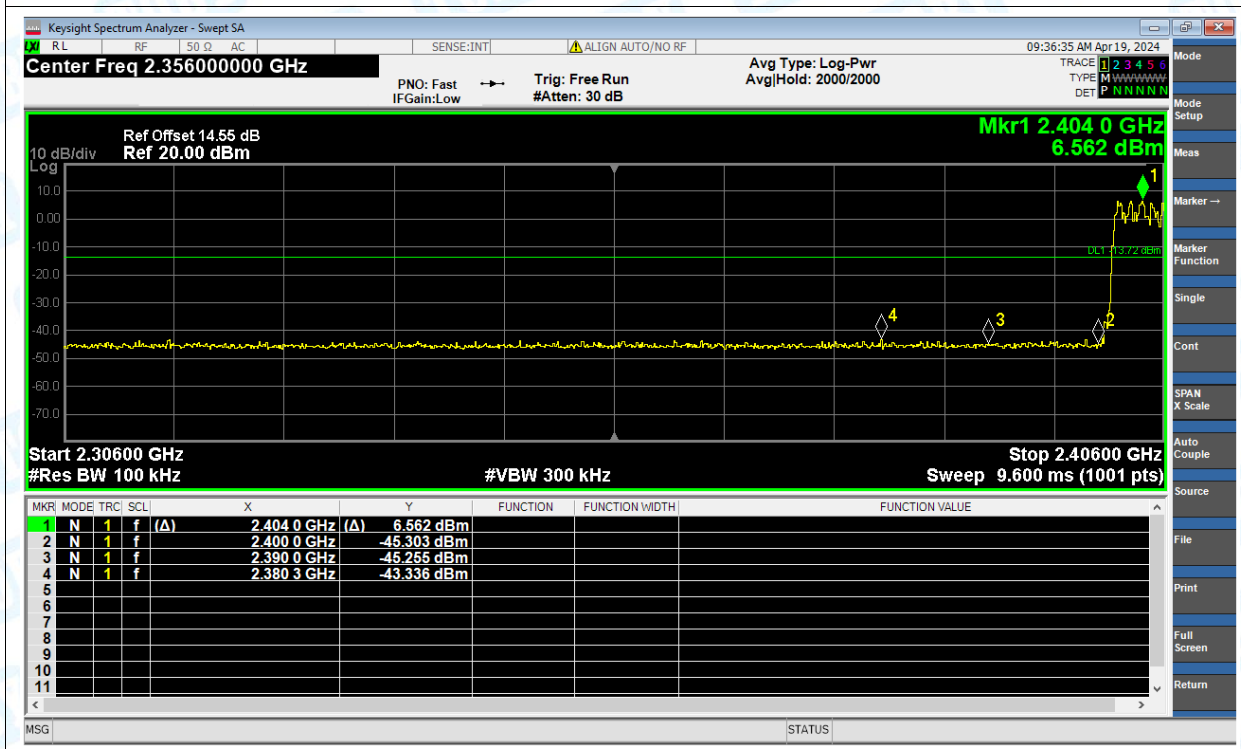 Keysight Spectrum Analyzer - Swept SA
LXI RL RF 50 Ω AC SENSE:INT ALIGN AUTO/NO RF 09:36:35 AM Apr 19, 2024
Center Freq 2.356000000 GHz
PNO: Fast
IFGain:Low
Trig: Free Run
#Atten: 30 dB
Avg Type: Log-Pwr
Avg|Hold: 2000/2000
TRACE 1 2 3 4 5 6
TYPE M WWWWW
DET P N N N N N
Mkr1 2.404 0 GHz
6.562 dBm
Ref Offset 14.55 dB
10 dB/div Ref 20.00 dBm
Log
10.0
0.00
-10.0
-20.0
-30.0
-40.0
-50.0
-60.0
-70.0
1
DL1 -13.72 dBm
4
3
2
Start 2.30600 GHz Stop 2.40600 GHz
#Res BW 100 kHz #VBW 300 kHz Sweep 9.600 ms (1001 pts)
MKR MODE TRC SCL X Y FUNCTION FUNCTION WIDTH FUNCTION VALUE
1 N 1 f (Δ) 2.404 0 GHz (Δ) 6.562 dBm
2 N 1 f 2.400 0 GHz -45.303 dBm
3 N 1 f 2.390 0 GHz -45.255 dBm
4 N 1 f 2.380 3 GHz -43.336 dBm
5
6
7
8
9
10
11
MSG STATUS
Mode
Mode
Setup
Meas
Marker →
Marker
Function
Single
Cont
SPAN
X Scale
Auto
Couple
Source
File
Print
Full
Screen
Return